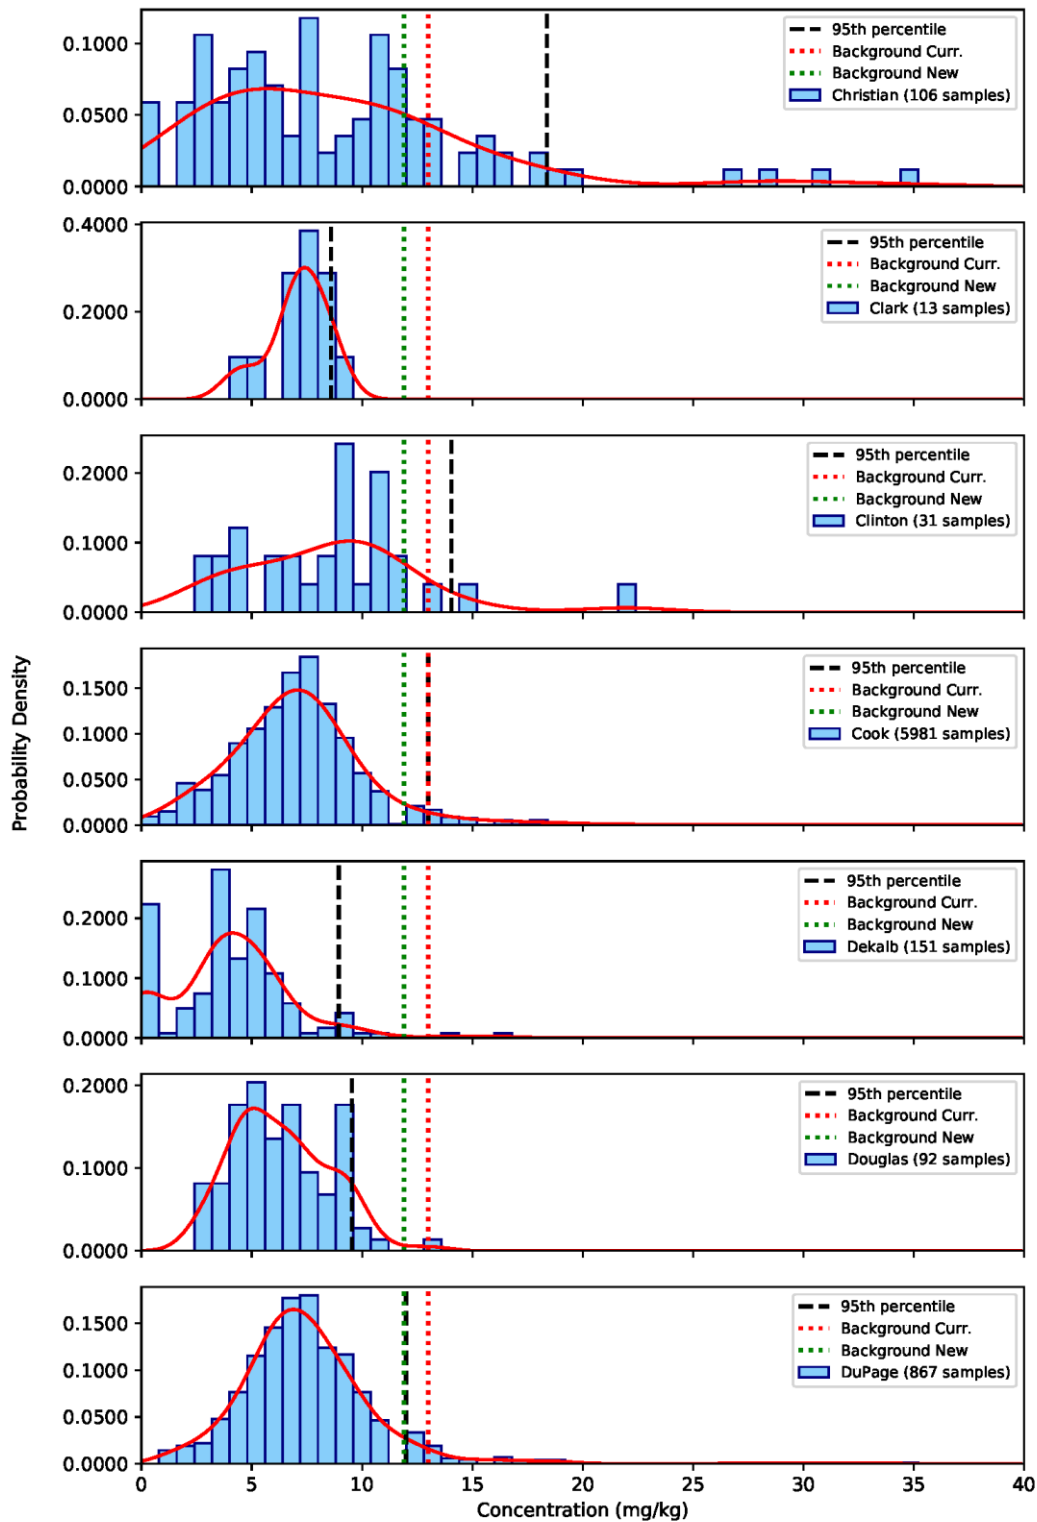 0.1000
0.0500
0.0000
95th percentile
Background Curr.
Background New
Christian (106 samples)
0.4000
0.2000
0.0000
95th percentile
Background Curr.
Background New
Clark (13 samples)
0.2000
0.1000
0.0000
95th percentile
Background Curr.
Background New
Clinton (31 samples)
Probability Density
0.1500
0.1000
0.0500
0.0000
95th percentile
Background Curr.
Background New
Cook (5981 samples)
0.2000
0.1000
0.0000
95th percentile
Background Curr.
Background New
Dekalb (151 samples)
0.2000
0.1000
0.0000
95th percentile
Background Curr.
Background New
Douglas (92 samples)
0.1500
0.1000
0.0500
0.0000
95th percentile
Background Curr.
Background New
DuPage (867 samples)
0 5 10 15 20 25 30 35 40
Concentration (mg/kg)